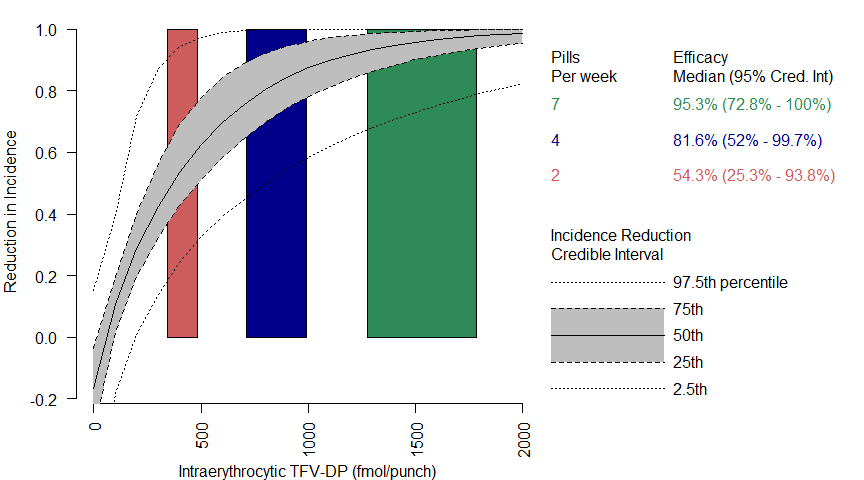 1.0
0.8
0.6
0.4
0.2
0.0
-0.2
Reduction in Incidence
0
500
1000
1500
2000
Intraerythrocytic TFV-DP (fmol/punch)
Pills
Per week
Efficacy
Median (95% Cred. Int)
7 95.3% (72.8% - 100%)
4 81.6% (52% - 99.7%)
2 54.3% (25.3% - 93.8%)
Incidence Reduction
Credible Interval
97.5th percentile
75th
50th
25th
2.5th